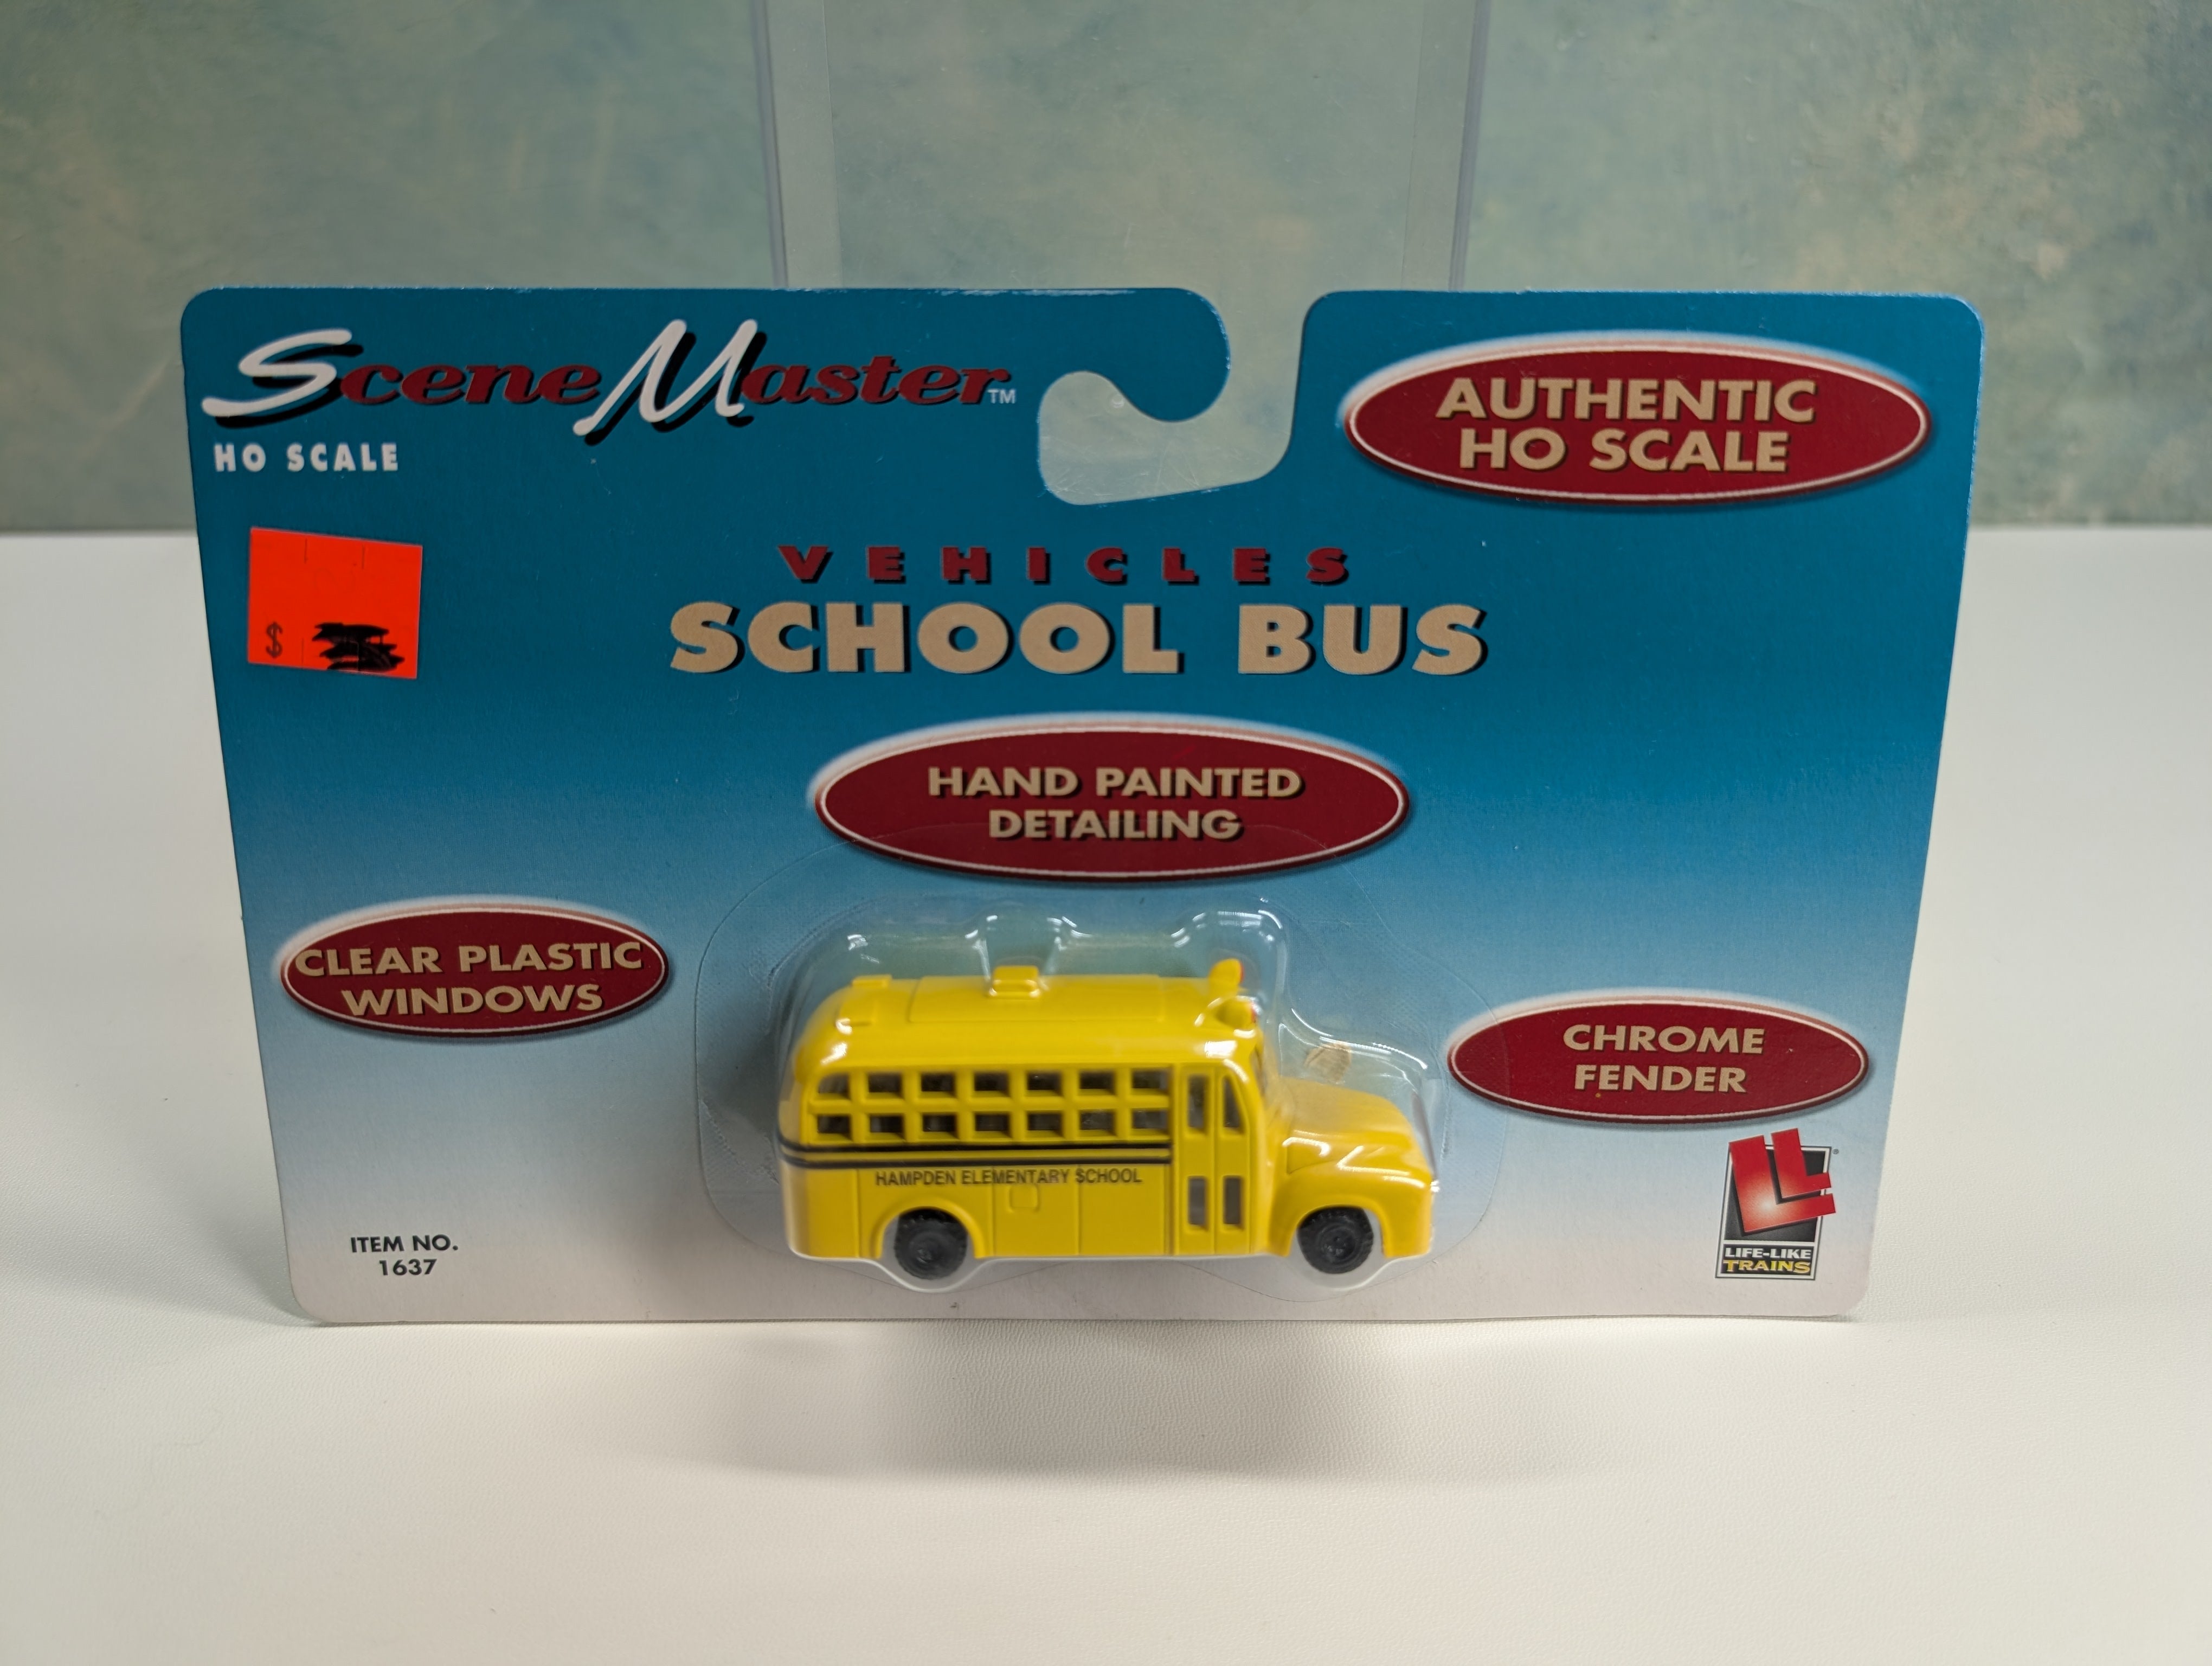 SceneMaster™
HO SCALE
AUTHENTIC
HO SCALE
$
VEHICLES
SCHOOL BUS
HAND PAINTED
DETAILING
CLEAR PLASTIC
WINDOWS
CHROME
FENDER
HAMPDEN ELEMENTARY SCHOOL
ITEM NO.
1637
LL
LIFE-LIKE
TRAINS